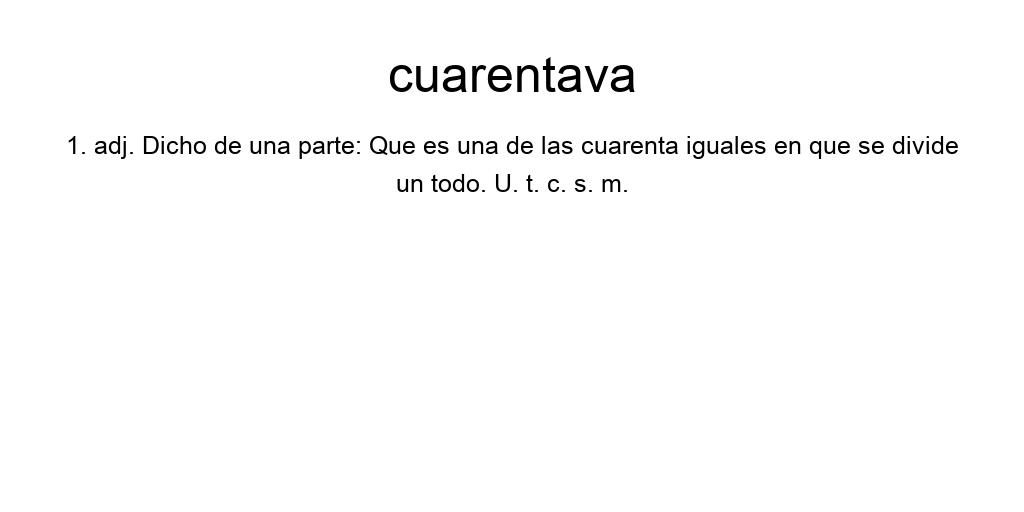 cuarentava
1. adj. Dicho de una parte: Que es una de las cuarenta iguales en que se divide
un todo. U. t. c. s. m.